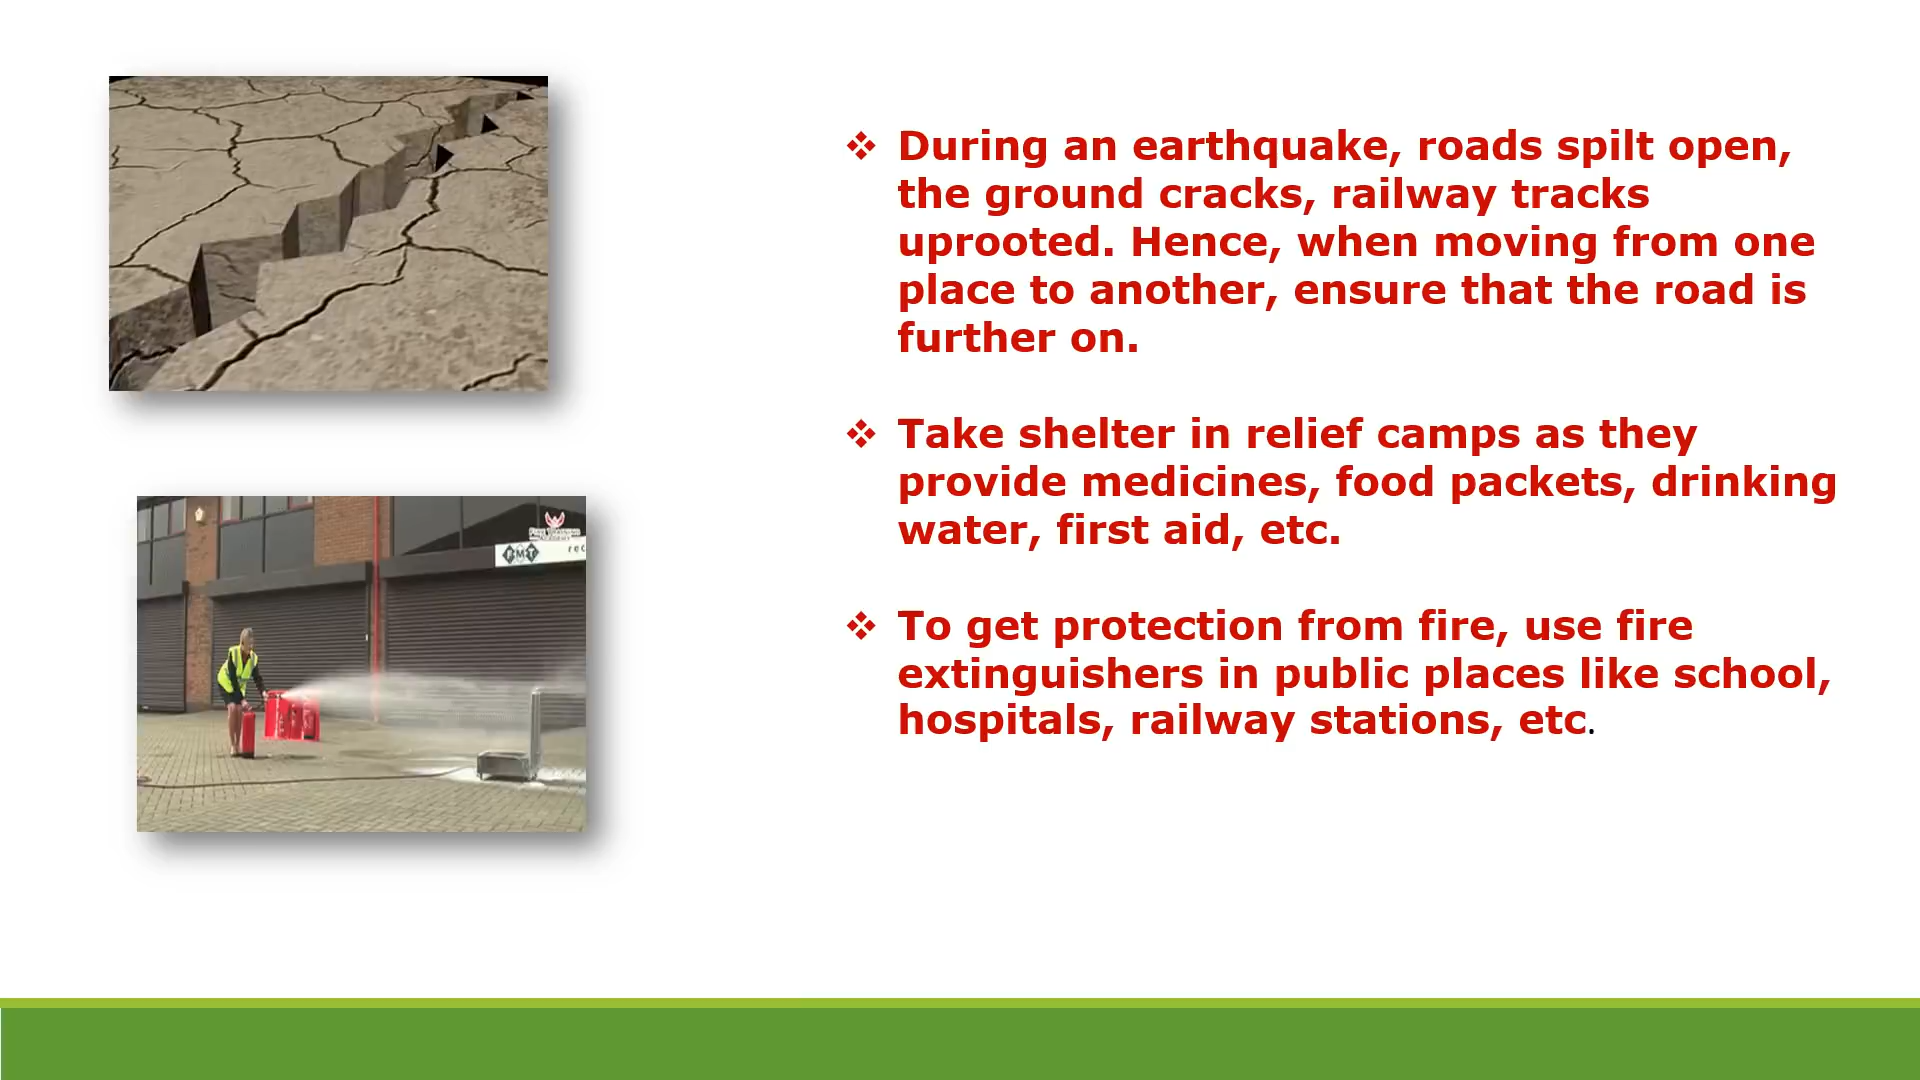 ❖ During an earthquake, roads spilt open,
the ground cracks, railway tracks
uprooted. Hence, when moving from one
place to another, ensure that the road is
further on.
❖ Take shelter in relief camps as they
provide medicines, food packets, drinking
water, first aid, etc.
❖ To get protection from fire, use fire
extinguishers in public places like school,
hospitals, railway stations, etc.
FMT rec